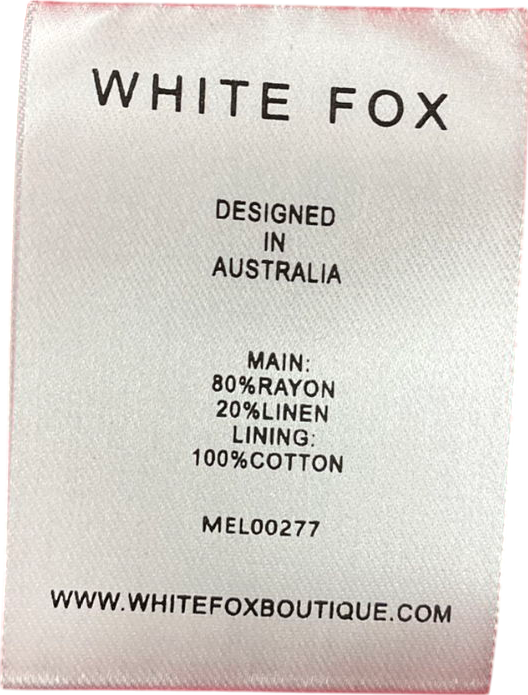 WHITE FOX
DESIGNED
IN
AUSTRALIA
MAIN:
80%RAYON
20%LINEN
LINING:
100%COTTON
MEL00277
WWW.WHITEFOXBOUTIQUE.COM